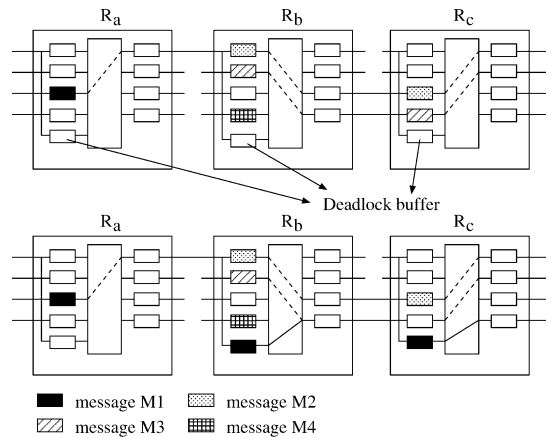 Ra Rb Rc
Deadlock buffer
Ra Rb Rc
message M1 message M2
message M3 message M4